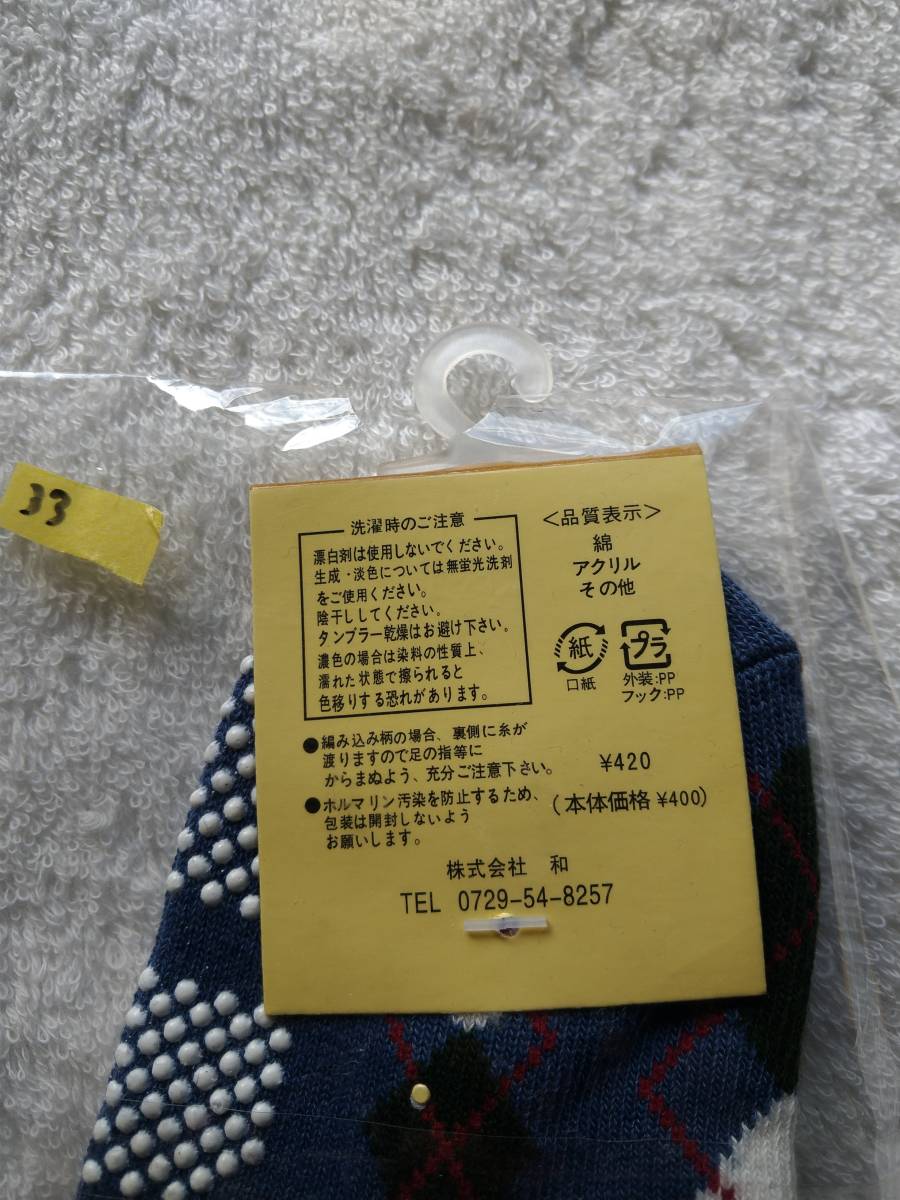 33
洗濯時のご注意
漂白剤は使用しないでください。
生成・淡色については無蛍光洗剤
をご使用ください。
陰干ししてください。
タンブラー乾燥はお避け下さい。
濃色の場合は染料の性質上、
濡れた状態で擦られると
色移りする恐れがあります。
＜品質表示＞
綿
アクリル
その他
紙
口紙
プラ
外装:PP
フック:PP
●編み込み柄の場合、裏側に糸が
渡りますので足の指等に
からまぬよう、充分ご注意下さい。
●ホルマリン汚染を防止するため、
包装は開封しないよう
お願いします。
¥420
(本体価格¥400)
株式会社 和
TEL 0729-54-8257